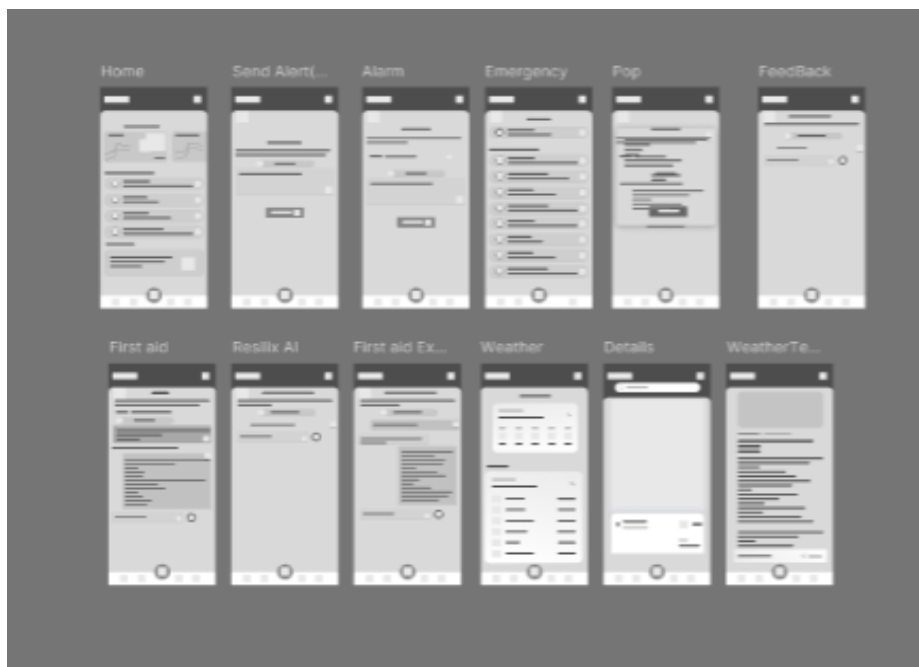 Home
Send Alert(...
Alarm
Emergency
Pop
FeedBack
First aid
Resilix AI
First aid Ex...
Weather
Details
WeatherTe...